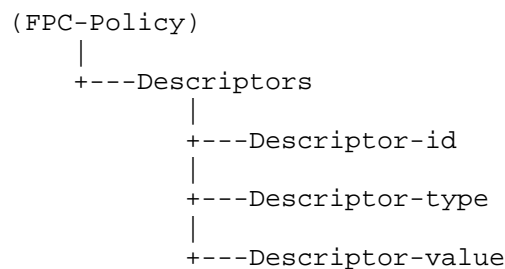 (FPC-Policy)
|
+---Descriptors
|
+---Descriptor-id
|
+---Descriptor-type
|
+---Descriptor-value